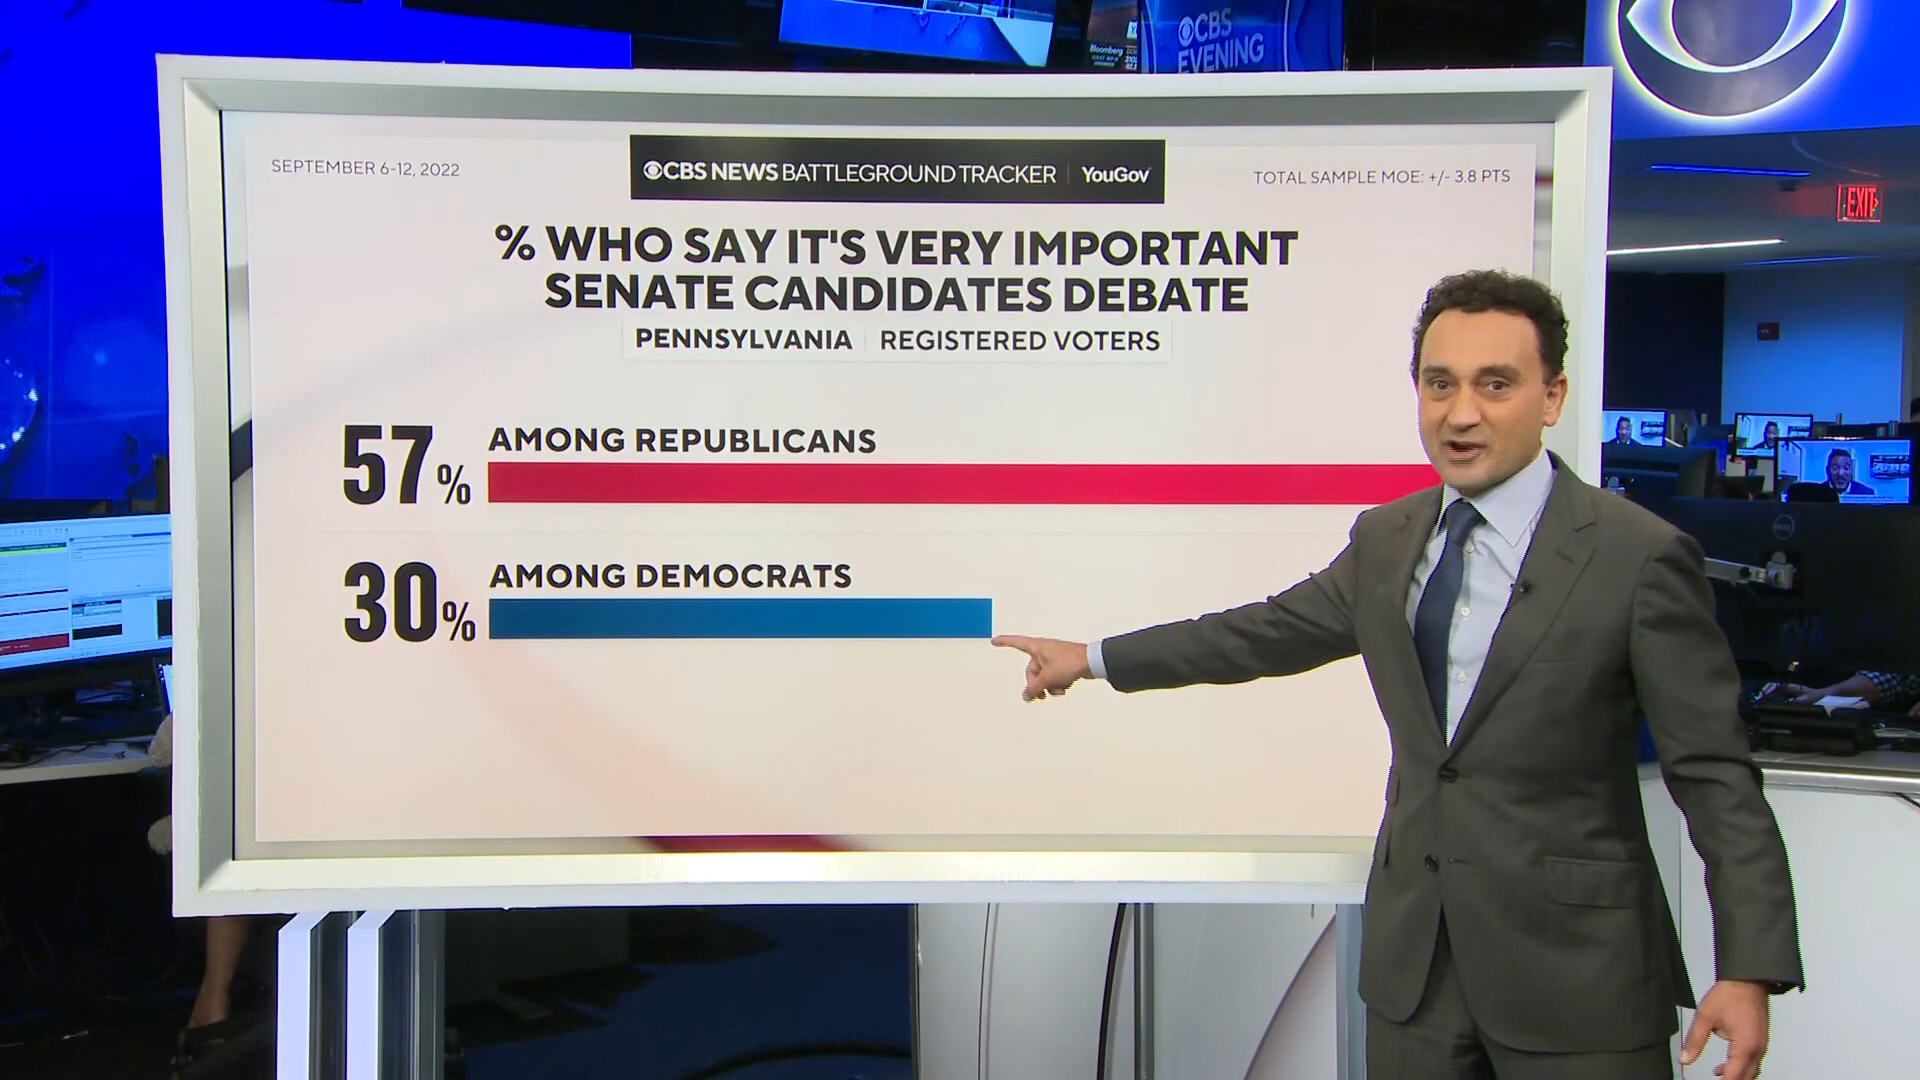 CBS
EVENING
Bloomberg
EXIT
SEPTEMBER 6-12, 2022
CBS NEWS BATTLEGROUND TRACKER | YouGov
TOTAL SAMPLE MOE: +/- 3.8 PTS
% WHO SAY IT'S VERY IMPORTANT
SENATE CANDIDATES DEBATE
PENNSYLVANIA | REGISTERED VOTERS
57% AMONG REPUBLICANS
30% AMONG DEMOCRATS